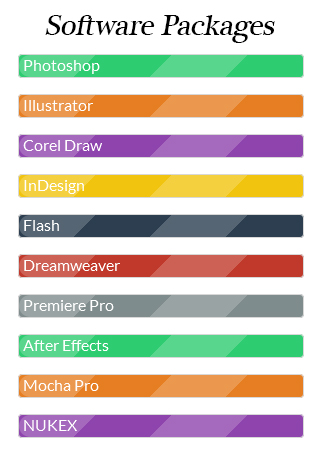 Software Packages
Photoshop
Illustrator
Corel Draw
InDesign
Flash
Dreamweaver
Premiere Pro
After Effects
Mocha Pro
NUKEX